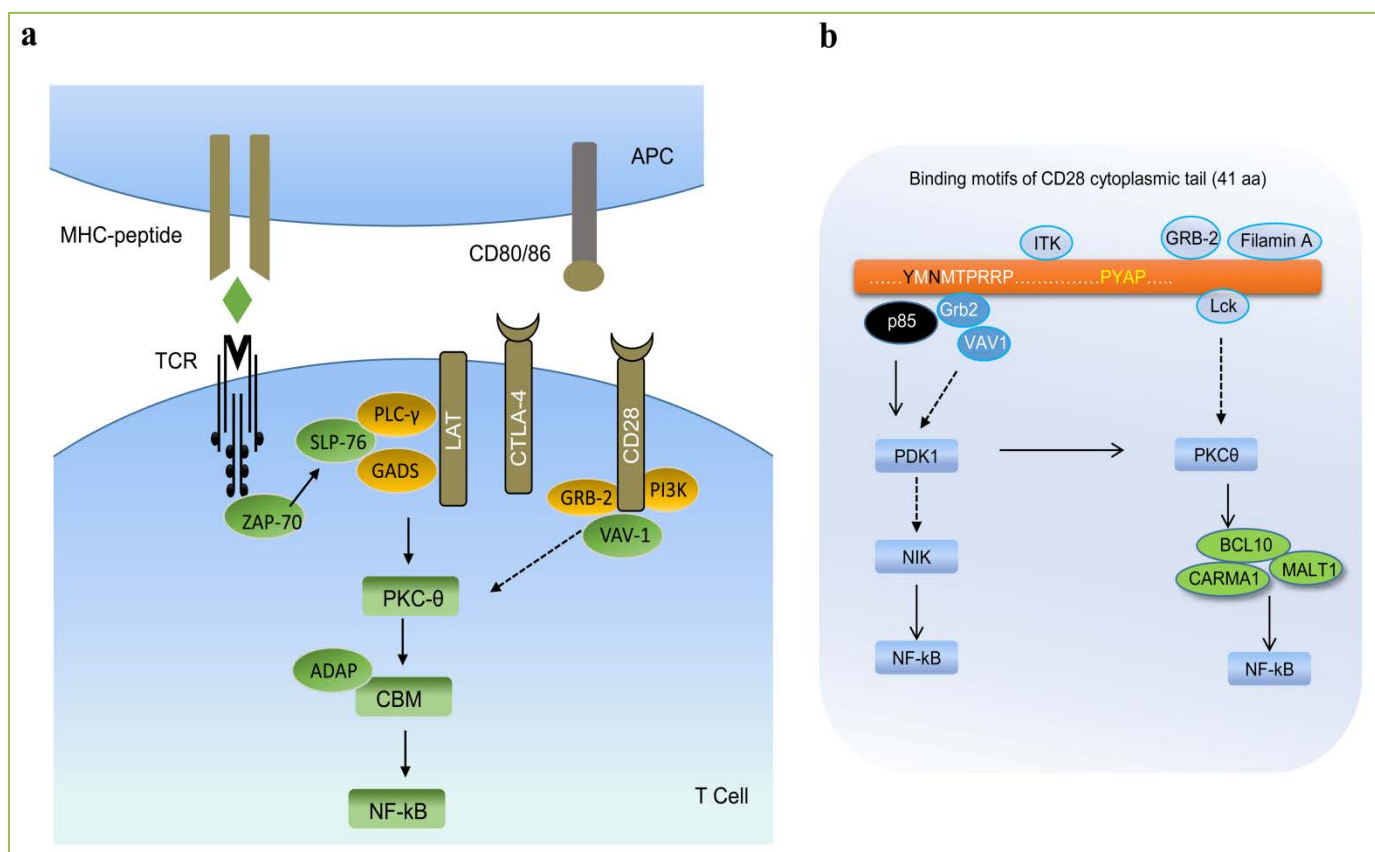 a
APC
MHC-peptide
CD80/86
TCR
LAT
CTLA-4
CD28
PLC-γ
SLP-76
GADS
ZAP-70
GRB-2
PI3K
VAV-1
PKC-θ
ADAP
CBM
NF-kB
T Cell
b
Binding motifs of CD28 cytoplasmic tail (41 aa)
ITK
GRB-2
Filamin A
......YMNMTPRRP...............PYAP.....
p85
Grb2
VAV1
Lck
PDK1
PKCθ
NIK
BCL10
CARMA1
MALT1
NF-kB
NF-kB